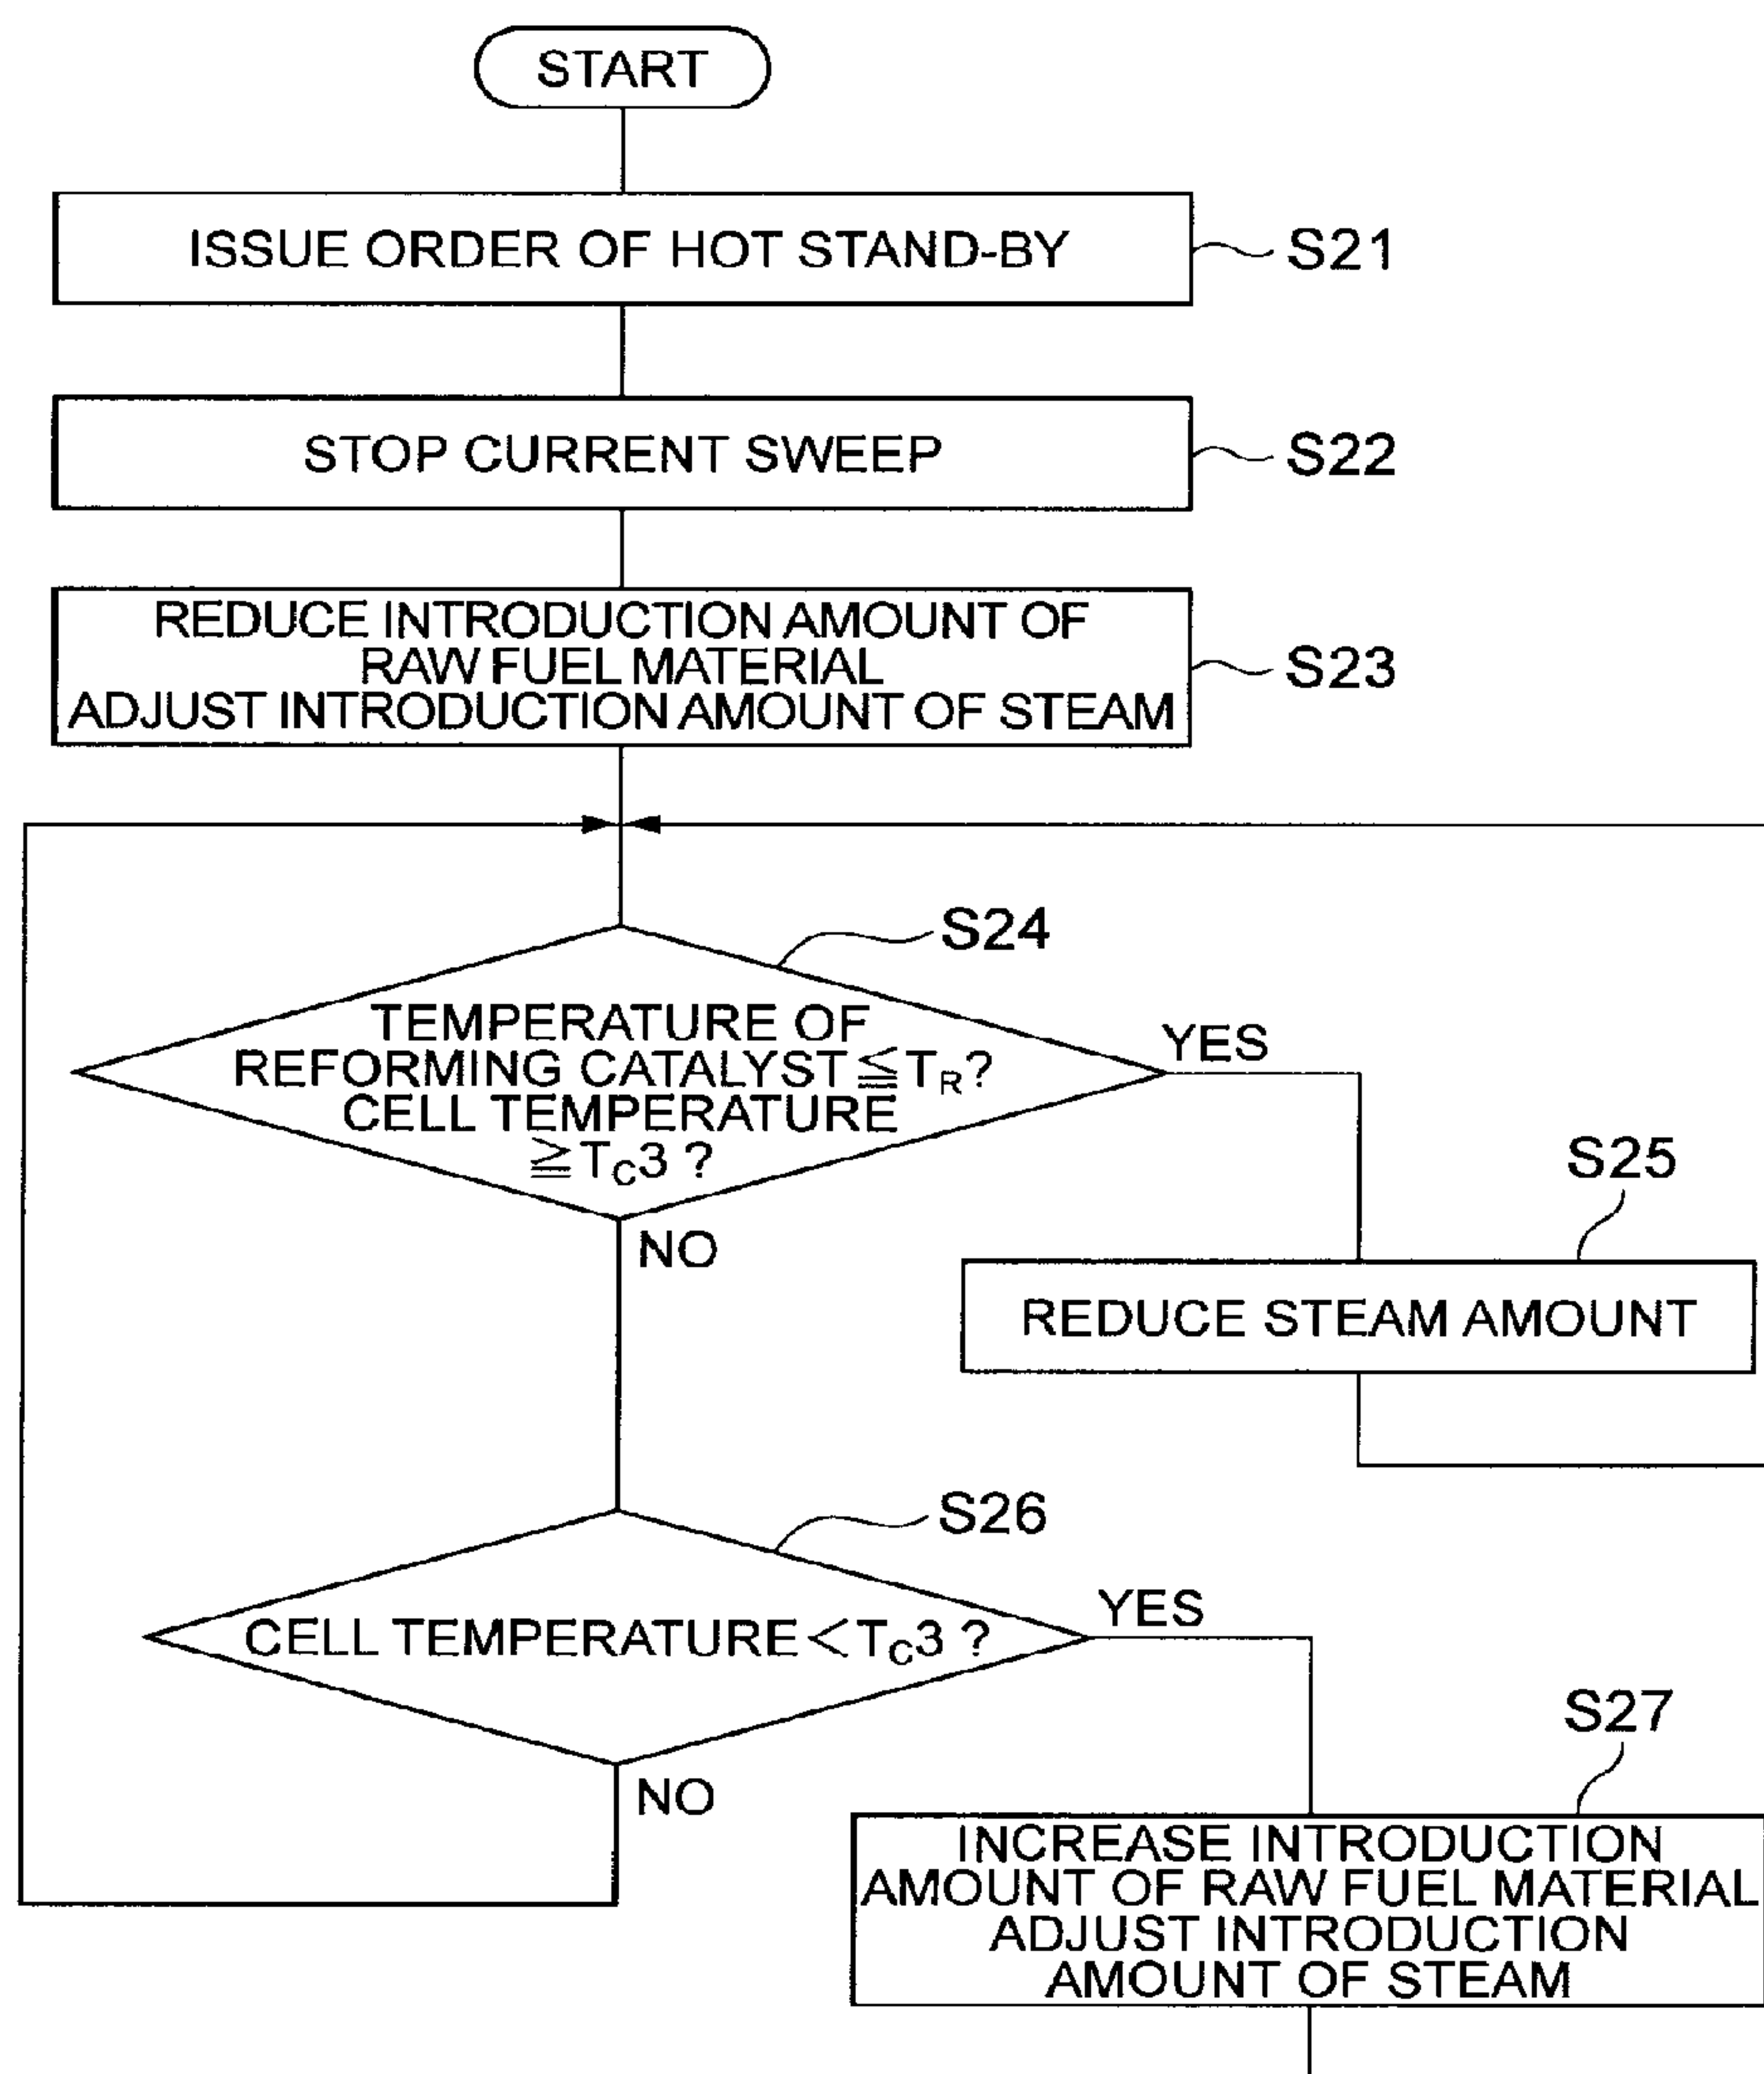 START
ISSUE ORDER OF HOT STAND-BY
S21
STOP CURRENT SWEEP
S22
REDUCE INTRODUCTION AMOUNT OF
RAW FUEL MATERIAL
ADJUST INTRODUCTION AMOUNT OF STEAM
S23
S24
TEMPERATURE OF
REFORMING CATALYST≦TR?
CELL TEMPERATURE
≧TC3 ?
YES
NO
S25
REDUCE STEAM AMOUNT
S26
CELL TEMPERATURE<TC3 ?
YES
NO
S27
INCREASE INTRODUCTION
AMOUNT OF RAW FUEL MATERIAL
ADJUST INTRODUCTION
AMOUNT OF STEAM